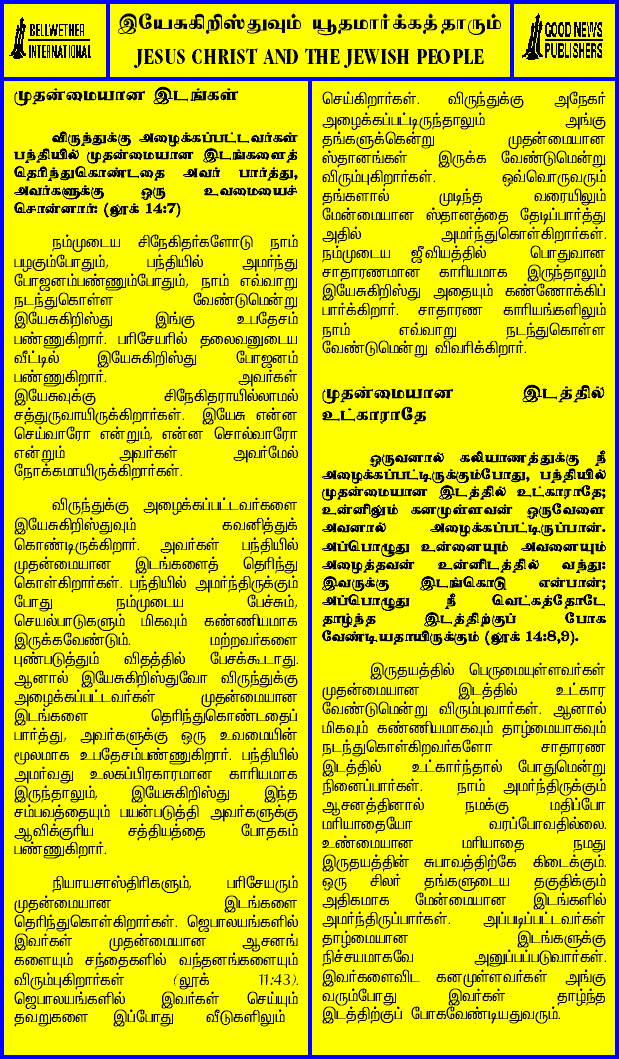 BELLWETHER
INTERNATIONAL
இயேசுகிறிஸ்துவும் யூதமார்க்கத்தாரும்
JESUS CHRIST AND THE JEWISH PEOPLE
GOOD NEWS
PUBLISHERS
முதன்மையான இடங்கள்
விருந்துக்கு அழைக்கப்பட்டவர்கள்
பந்தியில் முதன்மையான இடங்களைத்
தெரிந்துகொண்டதை அவர் பார்த்து,
அவர்களுக்கு ஒரு உவமையைச்
சொன்னார்: (லூக் 14:7)
நம்முடைய சிநேகிதர்களோடு நாம்
பழகும்போதும், பந்தியில் அமர்ந்து
போஜனம்பண்ணும்போதும், நாம் எவ்வாறு
நடந்துகொள்ள வேண்டுமென்று
இயேசுகிறிஸ்து இங்கு உபதேசம்
பண்ணுகிறார். பரிசேயரில் தலைவனுடைய
வீட்டில் இயேசுகிறிஸ்து போஜனம்
பண்ணுகிறார். அவர்கள்
இயேசுவுக்கு சிநேகிதராயில்லாமல்
சத்துருவாயிருக்கிறார்கள். இயேசு என்ன
செய்வாரோ என்றும், என்ன சொல்வாரோ
என்றும் அவர்கள் அவர்மேல்
நோக்கமாயிருக்கிறார்கள்.
விருந்துக்கு அழைக்கப்பட்டவர்களை
இயேசுகிறிஸ்துவும் கவனித்துக்
கொண்டிருக்கிறார். அவர்கள் பந்தியில்
முதன்மையான இடங்களைத் தெரிந்து
கொள்கிறார்கள். பந்தியில் அமர்ந்திருக்கும்
போது நம்முடைய பேச்சும்,
செயல்பாடுகளும் மிகவும் கண்ணியமாக
இருக்கவேண்டும். மற்றவர்களை
புண்படுத்தும் விதத்தில் பேசக்கூடாது.
ஆனால் இயேசுகிறிஸ்துவோ விருந்துக்கு
அழைக்கப்பட்டவர்கள் முதன்மையான
இடங்களை தெரிந்துகொண்டதைப்
பார்த்து, அவர்களுக்கு ஒரு உவமையின்
மூலமாக உபதேசம்பண்ணுகிறார். பந்தியில்
அமர்வது உலகப்பிரகாரமான காரியமாக
இருந்தாலும், இயேசுகிறிஸ்து இந்த
சம்பவத்தையும் பயன்படுத்தி அவர்களுக்கு
ஆவிக்குரிய சத்தியத்தை போதகம்
பண்ணுகிறார்.
நியாயசாஸ்திரிகளும், பரிசேயரும்
முதன்மையான இடங்களை
தெரிந்துகொள்கிறார்கள். ஜெபாலயங்களில்
இவர்கள் முதன்மையான ஆசனங்
களையும் சந்தைகளில் வந்தனங்களையும்
விரும்புகிறார்கள் (லூக் 11:43).
ஜெபாலயங்களில் இவர்கள் செய்யும்
தவறுகளை இப்போது வீடுகளிலும்
செய்கிறார்கள். விருந்துக்கு அநேகர்
அழைக்கப்பட்டிருந்தாலும் அங்கு
தங்களுக்கென்று முதன்மையான
ஸ்தானங்கள் இருக்க வேண்டுமென்று
விரும்புகிறார்கள். ஒவ்வொருவரும்
தங்களால் முடிந்த வரையிலும்
மேன்மையான ஸ்தானத்தை தேடிப்பார்த்து
அதில் அமர்ந்துகொள்கிறார்கள்.
நம்முடைய ஜீவியத்தில் பொதுவான
சாதாரணமான காரியமாக இருந்தாலும்
இயேசுகிறிஸ்து அதையும் கண்ணோக்கிப்
பார்க்கிறார். சாதாரண காரியங்களிலும்
நாம் எவ்வாறு நடந்துகொள்ள
வேண்டுமென்று விவரிக்கிறார்.
முதன்மையான இடத்தில்
உட்காராதே
ஒருவனால் கலியாணத்துக்கு நீ
அழைக்கப்பட்டிருக்கும்போது, பந்தியில்
முதன்மையான இடத்தில் உட்காராதே;
உன்னிலும் கனமுள்ளவன் ஒருவேளை
அவனால் அழைக்கப்பட்டிருப்பான்.
அப்பொழுது உன்னையும் அவனையும்
அழைத்தவன் உன்னிடத்தில் வந்து:
இவருக்கு இடங்கொடு என்பான்;
அப்பொழுது நீ வெட்கத்தோடே
தாழ்ந்த இடத்திற்குப் போக
வேண்டியதாயிருக்கும் (லூக் 14:8,9).
இருதயத்தில் பெருமையுள்ளவர்கள்
முதன்மையான இடத்தில் உட்கார
வேண்டுமென்று விரும்புவார்கள். ஆனால்
மிகவும் கண்ணியமாகவும் தாழ்மையாகவும்
நடந்துகொள்கிறவர்களோ சாதாரண
இடத்தில் உட்கார்ந்தால் போதுமென்று
நினைப்பார்கள். நாம் அமர்ந்திருக்கும்
ஆசனத்தினால் நமக்கு மதிப்போ
மரியாதையோ வரப்போவதில்லை.
உண்மையான மரியாதை நமது
இருதயத்தின் சுபாவத்திற்கே கிடைக்கும்.
ஒரு சிலர் தங்களுடைய தகுதிக்கும்
அதிகமாக மேன்மையான இடங்களில்
அமர்ந்திருப்பார்கள். அப்படிப்பட்டவர்கள்
தாழ்மையான இடங்களுக்கு
நிச்சயமாகவே அனுப்பப்படுவார்கள்.
இவர்களைவிட கனமுள்ளவர்கள் அங்கு
வரும்போது இவர்கள் தாழ்ந்த
இடத்திற்குப் போகவேண்டியதுவரும்.